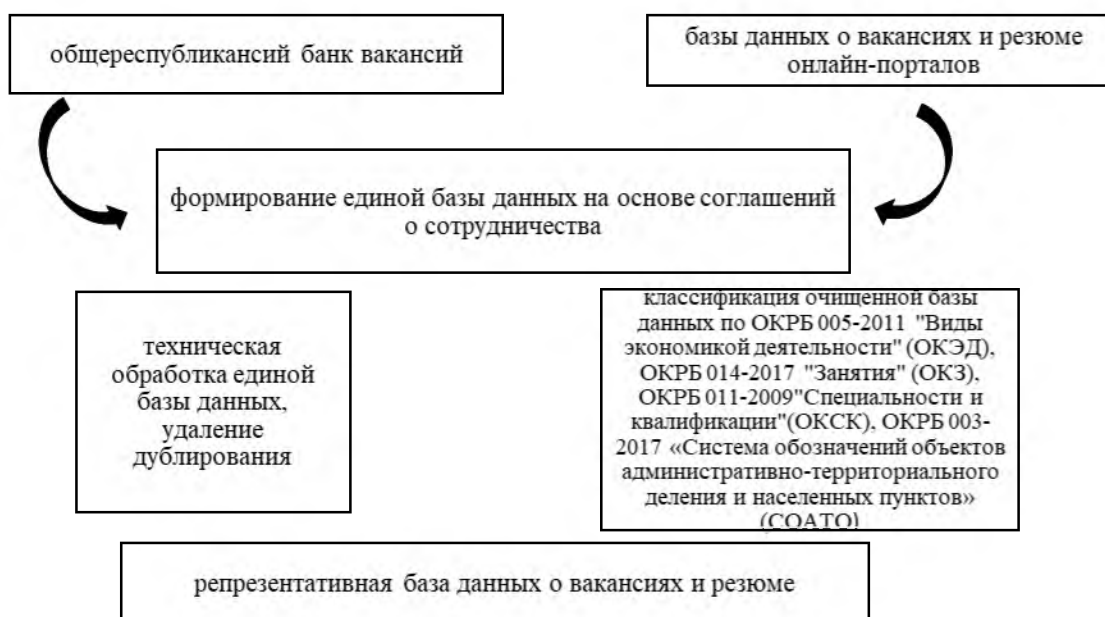 общереспубликансий банк вакансий
базы данных о вакансиях и резюме
онлайн-порталов
формирование единой базы данных на основе соглашений
о сотрудничества
техническая
обработка единой
базы данных,
удаление
дублирования
классификация очищенной базы
данных по ОКРБ 005-2011 "Виды
экономикой деятельности" (ОКЭД),
ОКРБ 014-2017 "Занятия" (ОКЗ),
ОКРБ 011-2009"Специальности и
квалификации"(ОКСК), ОКРБ 003-
2017 «Система обозначений объектов
административно-территориального
деления и населенных пунктов»
(СОАТО)
репрезентативная база данных о вакансиях и резюме